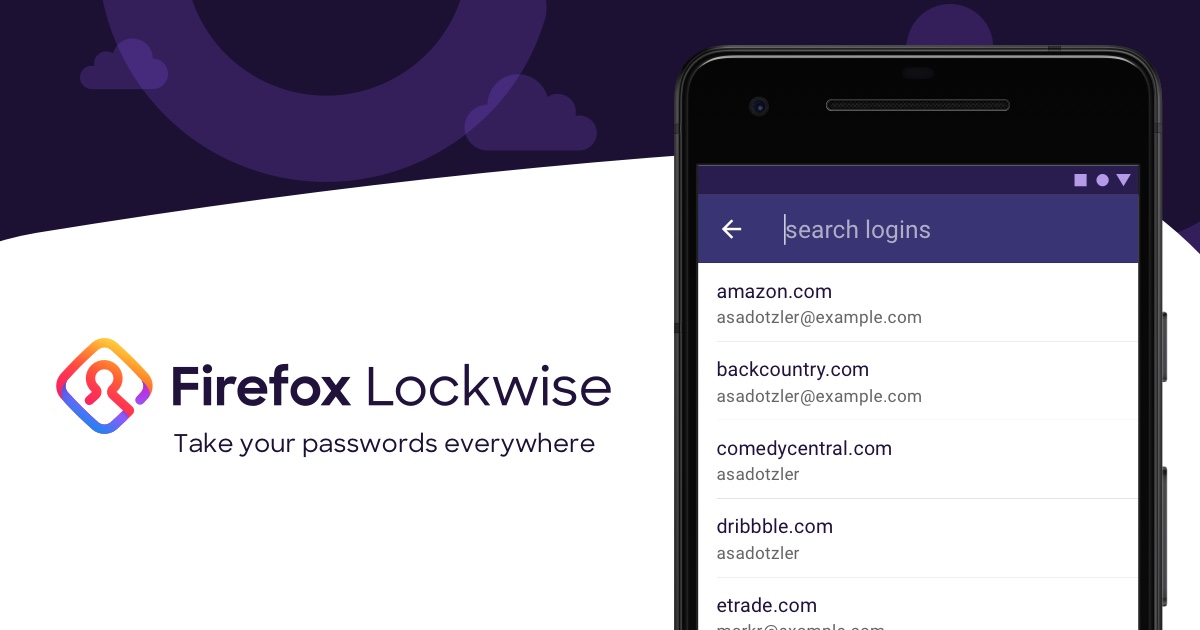 Firefox Lockwise
Take your passwords everywhere
search logins
amazon.com
asadotzler@example.com
backcountry.com
asadotzler@example.com
comedycentral.com
asadotzler
dribbble.com
asadotzler
etrade.com